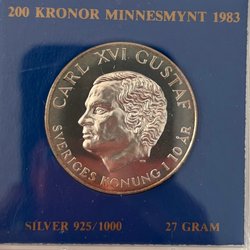 200 KRONOR MINNESMYNT 1983
CARL XVI GUSTAF
SVERIGES KONUNG I 10 ÅR
SILVER 925/1000 27 GRAM